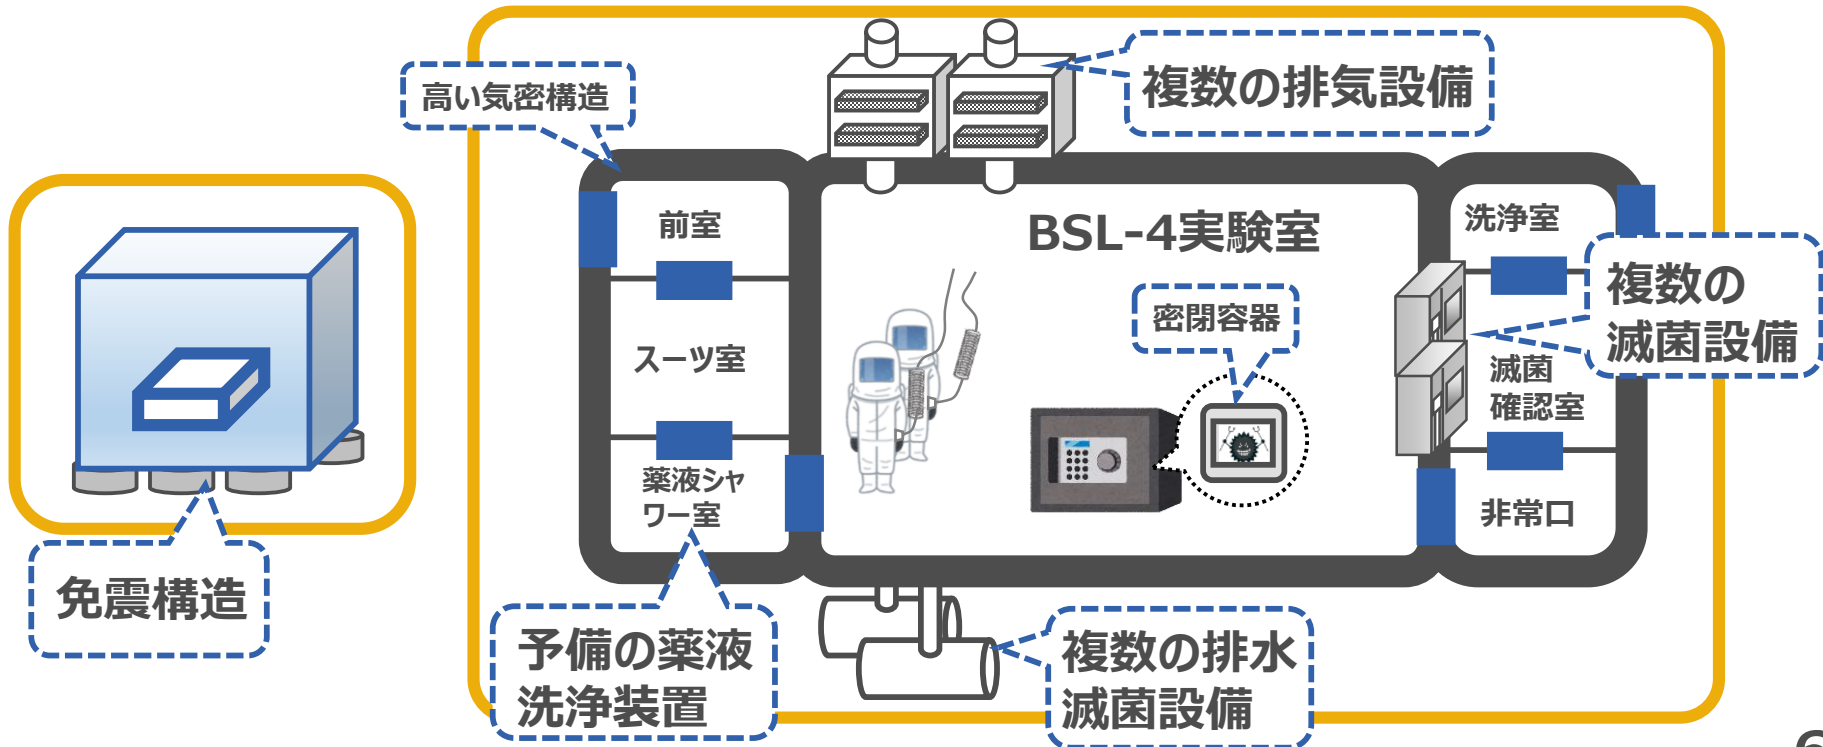 高い気密構造
複数の排気設備
前室
BSL-4実験室
洗浄室
複数の
滅菌設備
密閉容器
スーツ室
滅菌
確認室
薬液シャ
ワー室
非常口
免震構造
予備の薬液
洗浄装置
複数の排水
滅菌設備